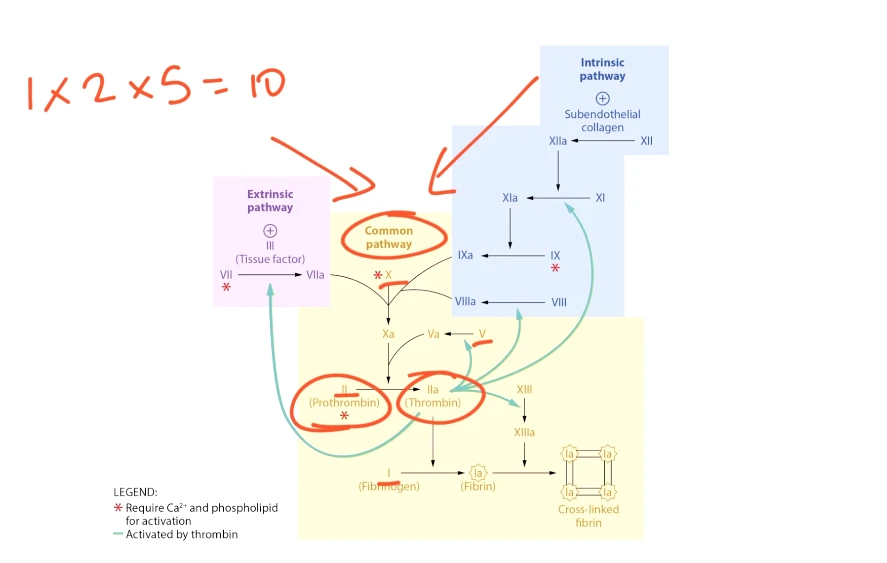 1 x 2 x 5 = 10
Intrinsic
pathway
Subendothelial
collagen
XIIa
XII
Extrinsic
pathway
III
(Tissue factor)
VII
*
VIIa
Common
pathway
* X
XIa
XI
IXa
IX
*
VIIIa
VIII
Xa
Va
V
II
(Prothrombin)
*
IIa
(Thrombin)
XIII
XIIIa
I
(Fibrinogen)
Ia
(Fibrin)
Ia
Ia
Ia
Ia
Cross-linked
fibrin
LEGEND:
* Require Ca²⁺ and phospholipid
for activation
Activated by thrombin